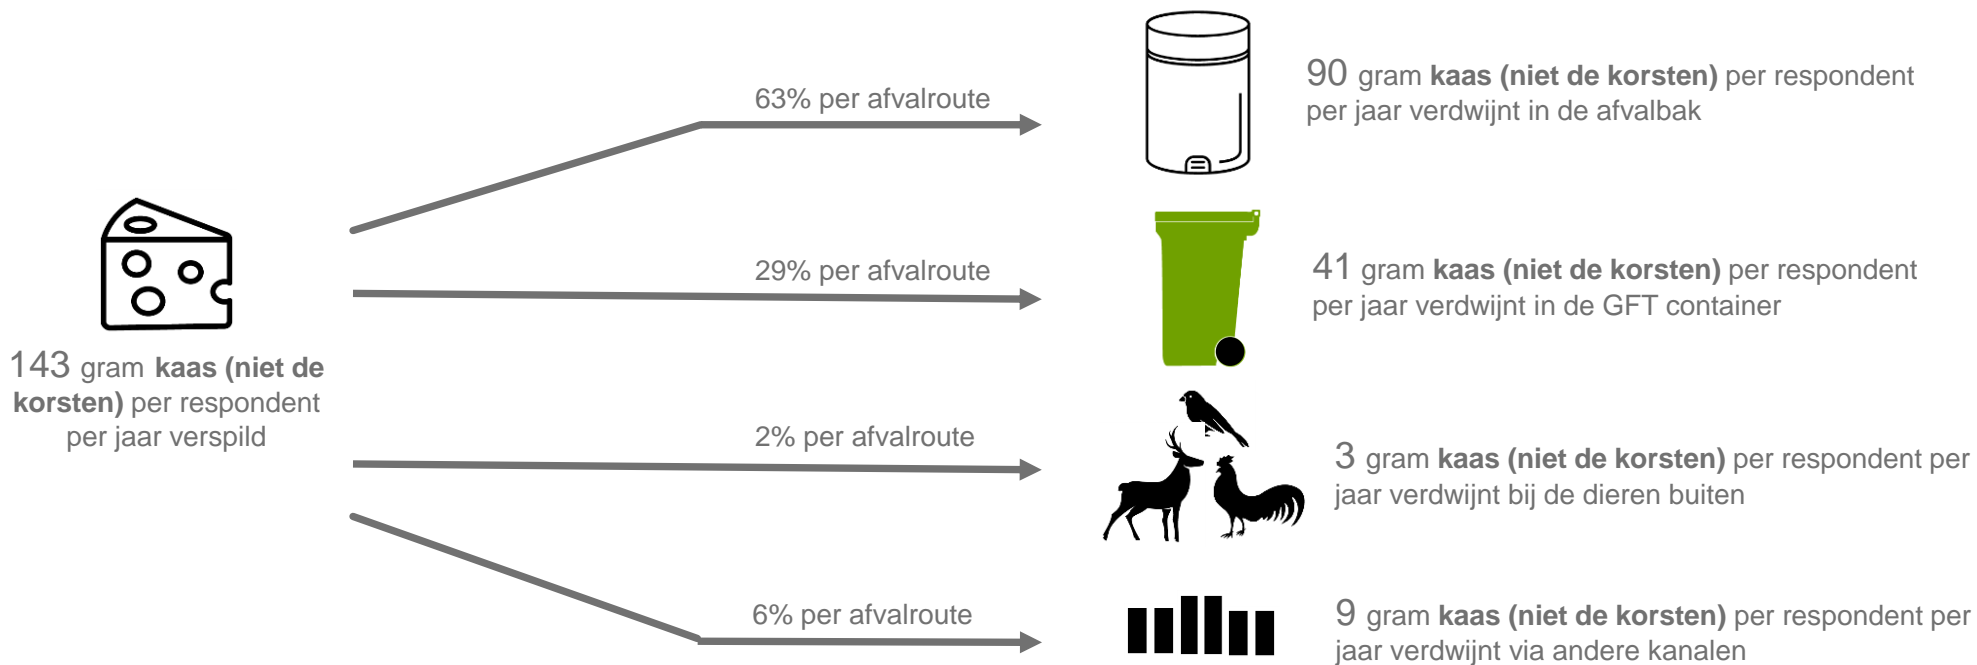 63% per afvalroute
90 gram kaas (niet de korsten) per respondent
per jaar verdwijnt in de afvalbak
29% per afvalroute
41 gram kaas (niet de korsten) per respondent
per jaar verdwijnt in de GFT container
143 gram kaas (niet de
korsten) per respondent
per jaar verspild
2% per afvalroute
3 gram kaas (niet de korsten) per respondent per
jaar verdwijnt bij de dieren buiten
6% per afvalroute
9 gram kaas (niet de korsten) per respondent per
jaar verdwijnt via andere kanalen